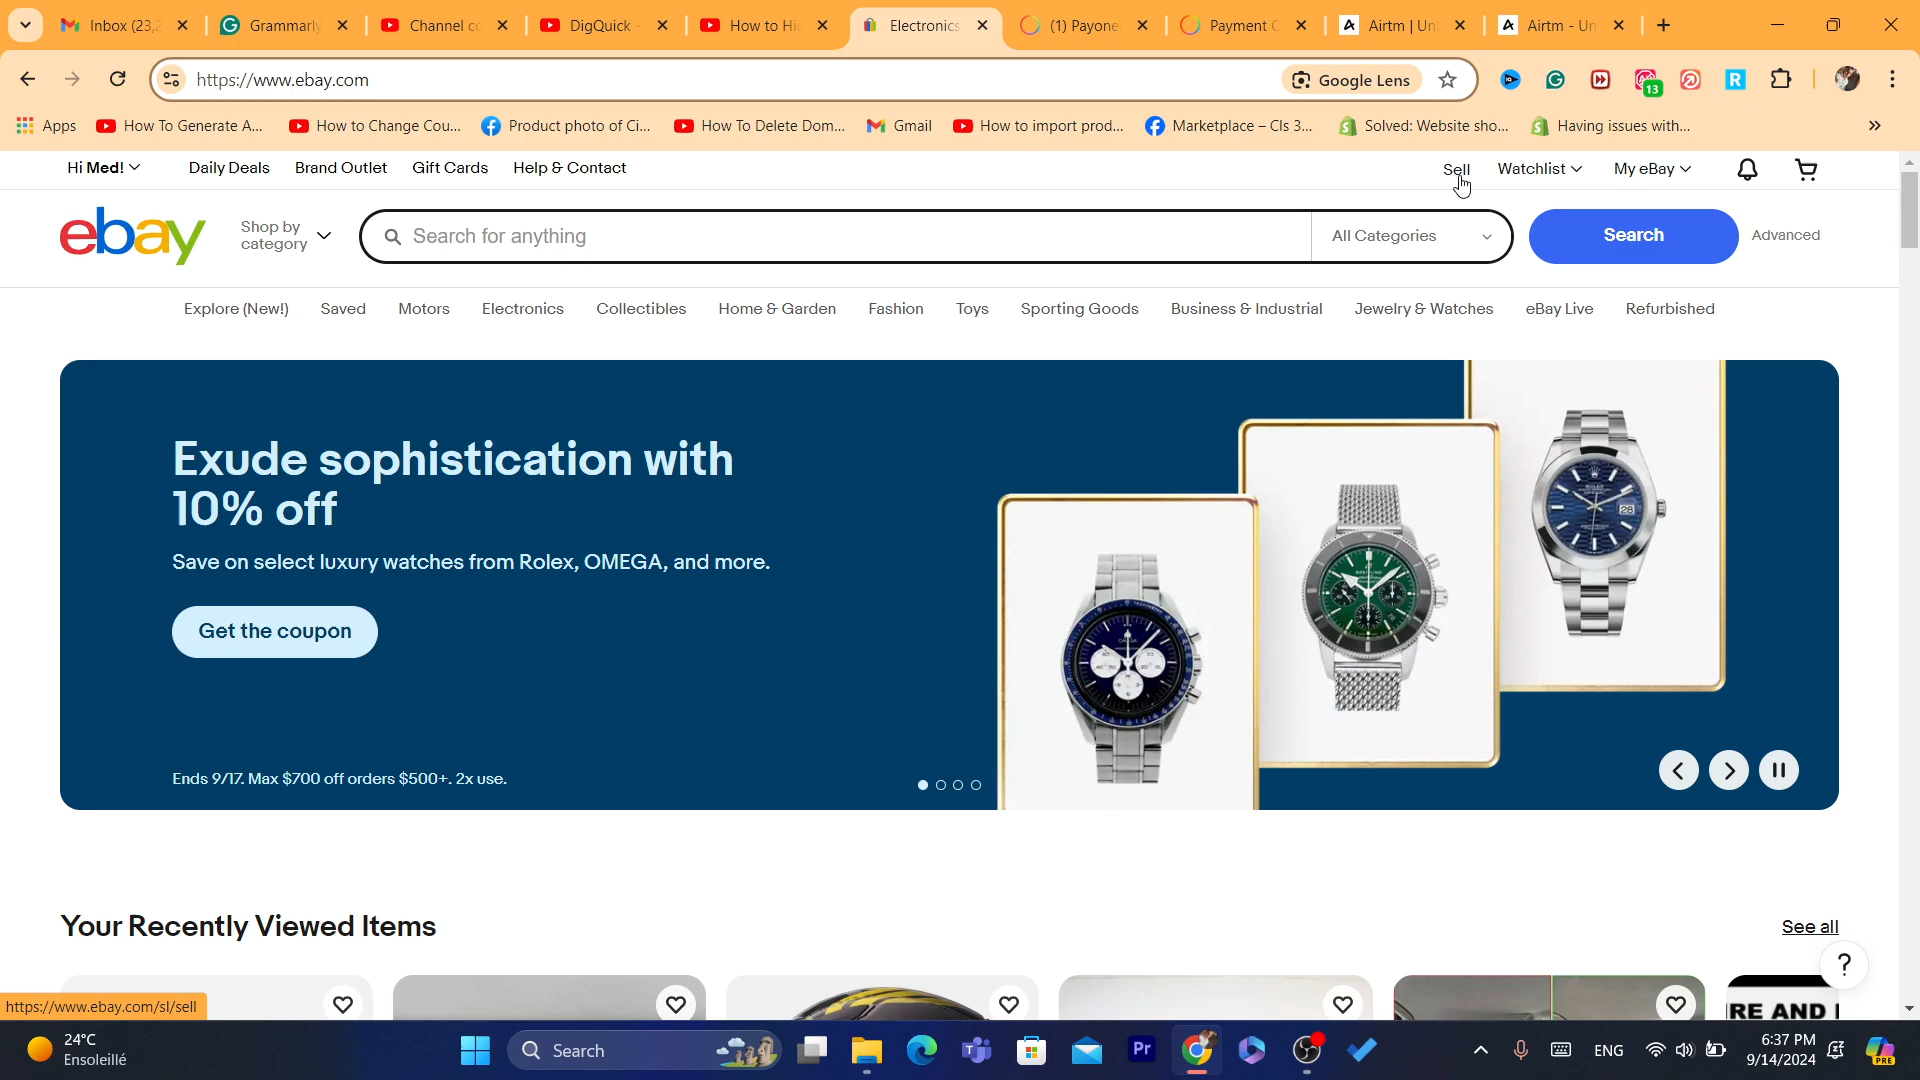 Inbox (23,2
Grammarly
Channel co
DigQuick -
How to Hid
Electronics
(1) Payone
Payment C
Airtm | Un
Airtm - Un
https://www.ebay.com
Google Lens
13
Apps
How To Generate A...
How to Change Cou...
Product photo of Ci...
How To Delete Dom...
Gmail
How to import prod...
Marketplace – Cls 3...
Solved: Website sho...
Having issues with...
Hi Med!
Daily Deals
Brand Outlet
Gift Cards
Help & Contact
Sell
Watchlist
My eBay
ebay
Shop by
category
Search for anything
All Categories
Search
Advanced
Explore (New!)
Saved
Motors
Electronics
Collectibles
Home & Garden
Fashion
Toys
Sporting Goods
Business & Industrial
Jewelry & Watches
eBay Live
Refurbished
Exude sophistication with
10% off
Save on select luxury watches from Rolex, OMEGA, and more.
Get the coupon
Ends 9/17. Max $700 off orders $500+. 2x use.
28
Your Recently Viewed Items
See all
?
RE AND
https://www.ebay.com/sl/sell
24°C
Ensoleillé
Search
Pr
ENG
6:37 PM
9/14/2024
PRE